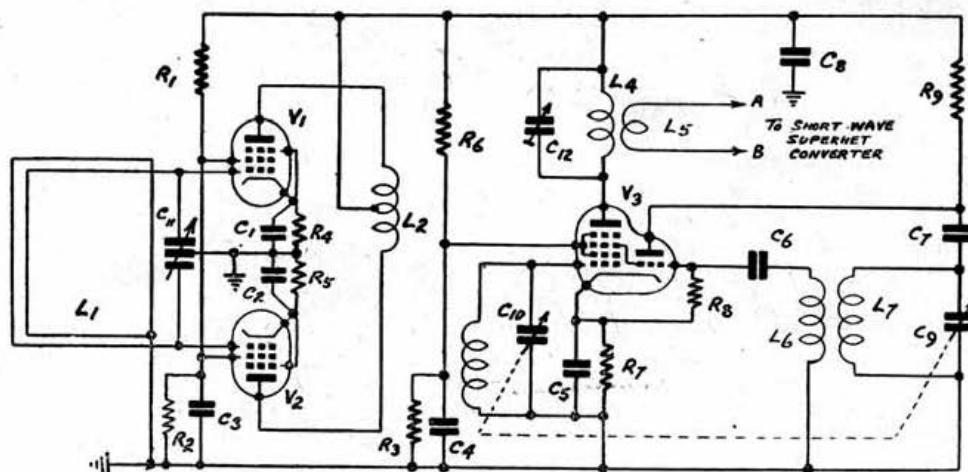 R1
V1
L4
C12
L5
A
To SHORT-WAVE
SUPERHET
CONVERTER
B
C8
R9
R6
V3
C11
C1
R4
L2
C2
R5
L1
C6
C7
C10
R8
L6
L7
C9
C5
R7
V2
R2
C3
R3
C4